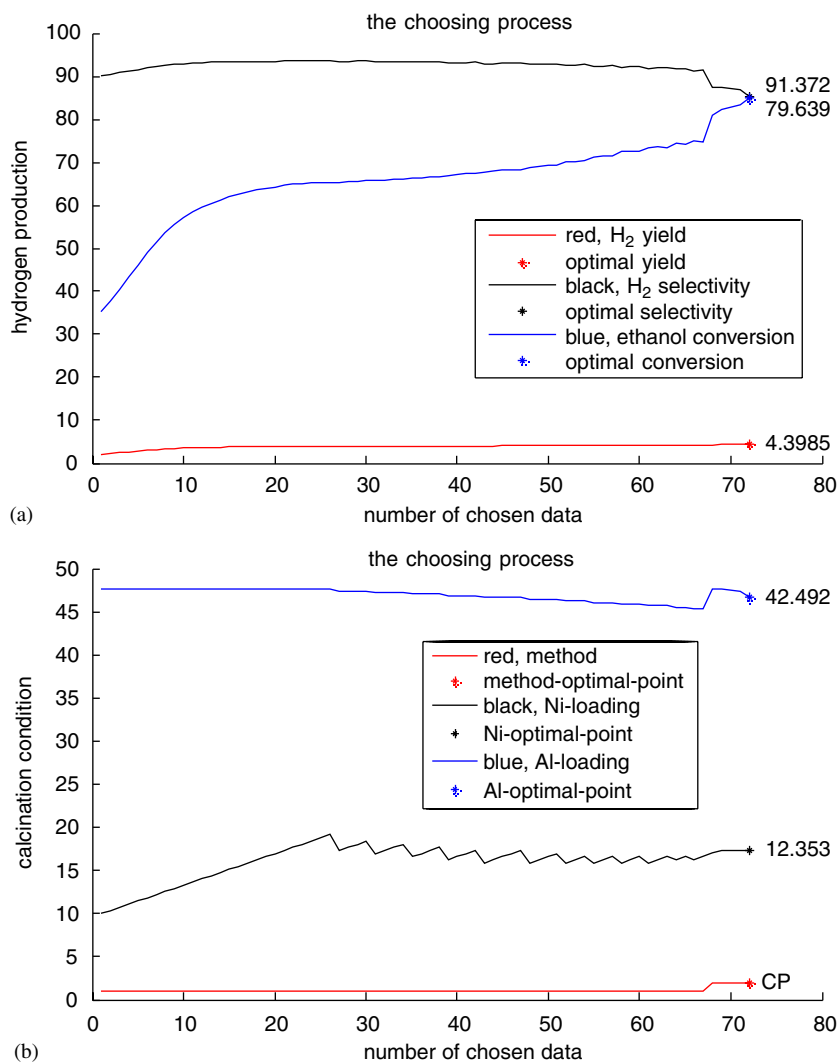 the choosing process
100
90
80
70
60
50
40
30
20
10
0
hydrogen production
91.372
79.639
red, H₂ yield
optimal yield
black, H₂ selectivity
optimal selectivity
blue, ethanol conversion
optimal conversion
4.3985
0 10 20 30 40 50 60 70 80
(a) number of chosen data
the choosing process
50
45
40
35
30
25
20
15
10
5
0
calcination condition
42.492
red, method
method-optimal-point
black, Ni-loading
Ni-optimal-point
blue, Al-loading
Al-optimal-point
12.353
CP
0 10 20 30 40 50 60 70 80
(b) number of chosen data